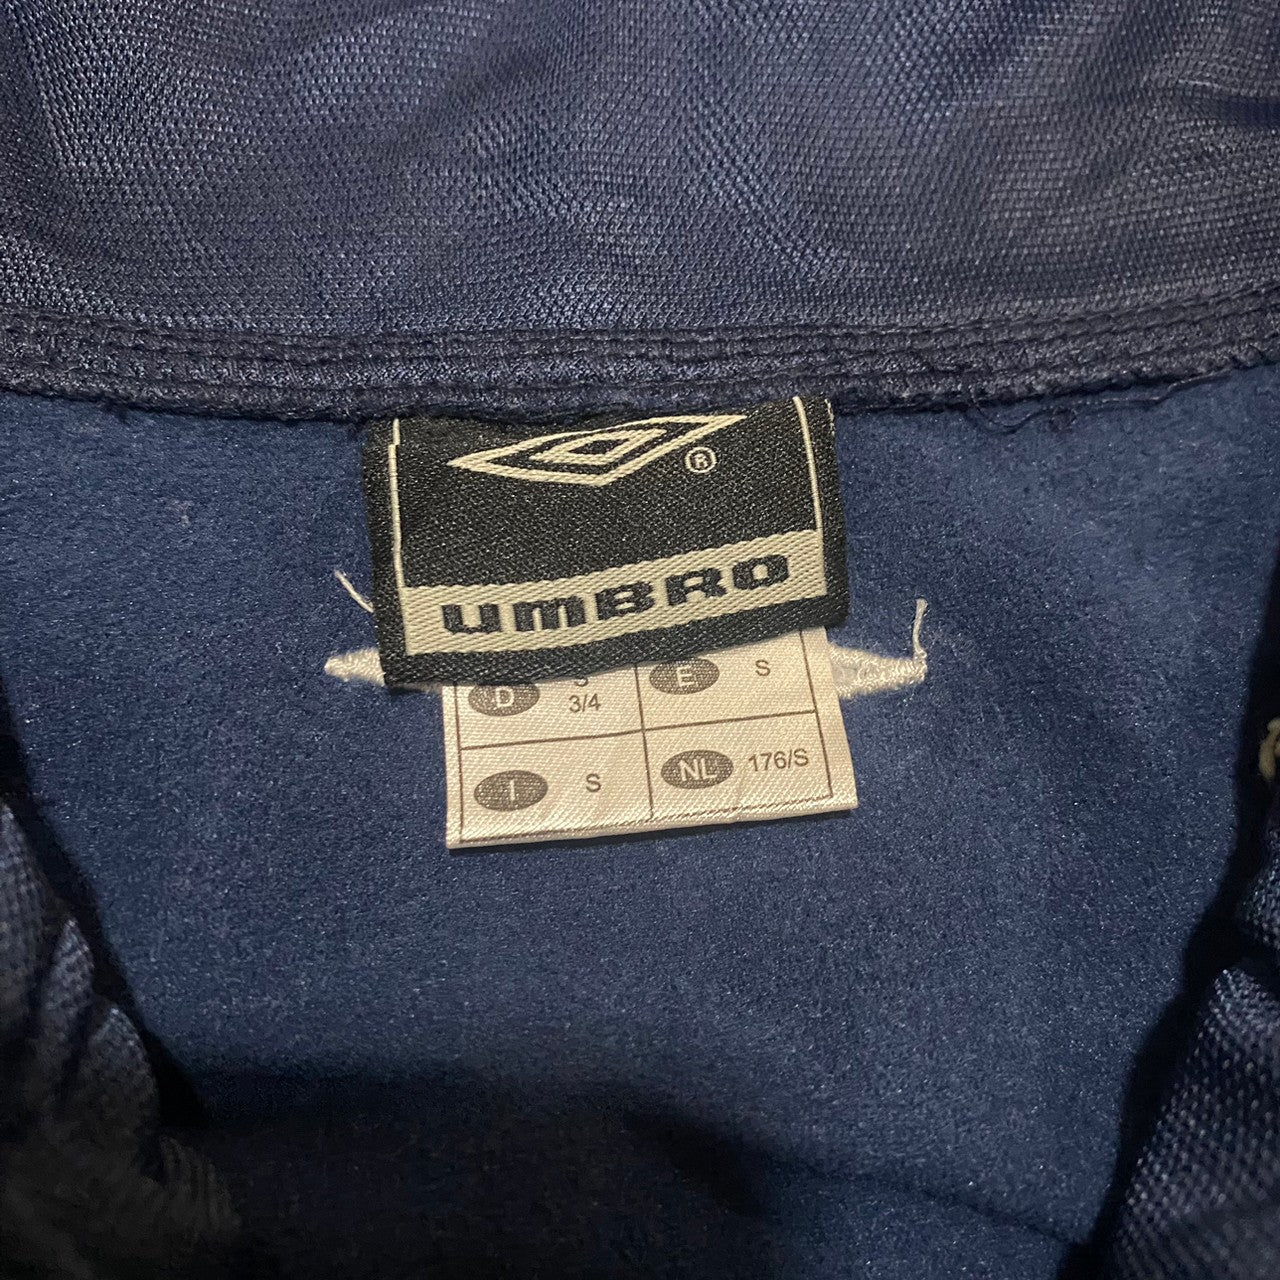 ®
UMBRO
D S 3/4 E S
I S NL 176/S